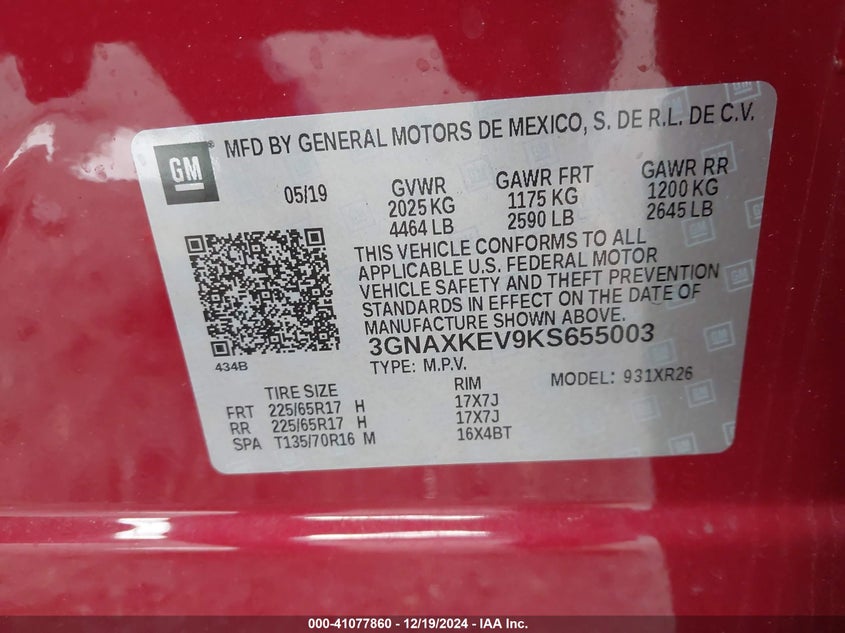 MFD BY GENERAL MOTORS DE MEXICO, S. DE R.L. DE C.V.
GM
05/19 GVWR GAWR FRT GAWR RR
2025 KG 1175 KG 1200 KG
4464 LB 2590 LB 2645 LB
THIS VEHICLE CONFORMS TO ALL
APPLICABLE U.S. FEDERAL MOTOR
VEHICLE SAFETY AND THEFT PREVENTION
STANDARDS IN EFFECT ON THE DATE OF
MANUFACTURE SHOWN ABOVE.
434B
3GNAXKEV9KS655003
TYPE: M.P.V. MODEL: 931XR26
TIRE SIZE RIM
FRT 225/65R17 H 17X7J
RR 225/65R17 H 17X7J
SPA T135/70R16 M 16X4BT
000-41077860 - 12/19/2024 - IAA Inc.